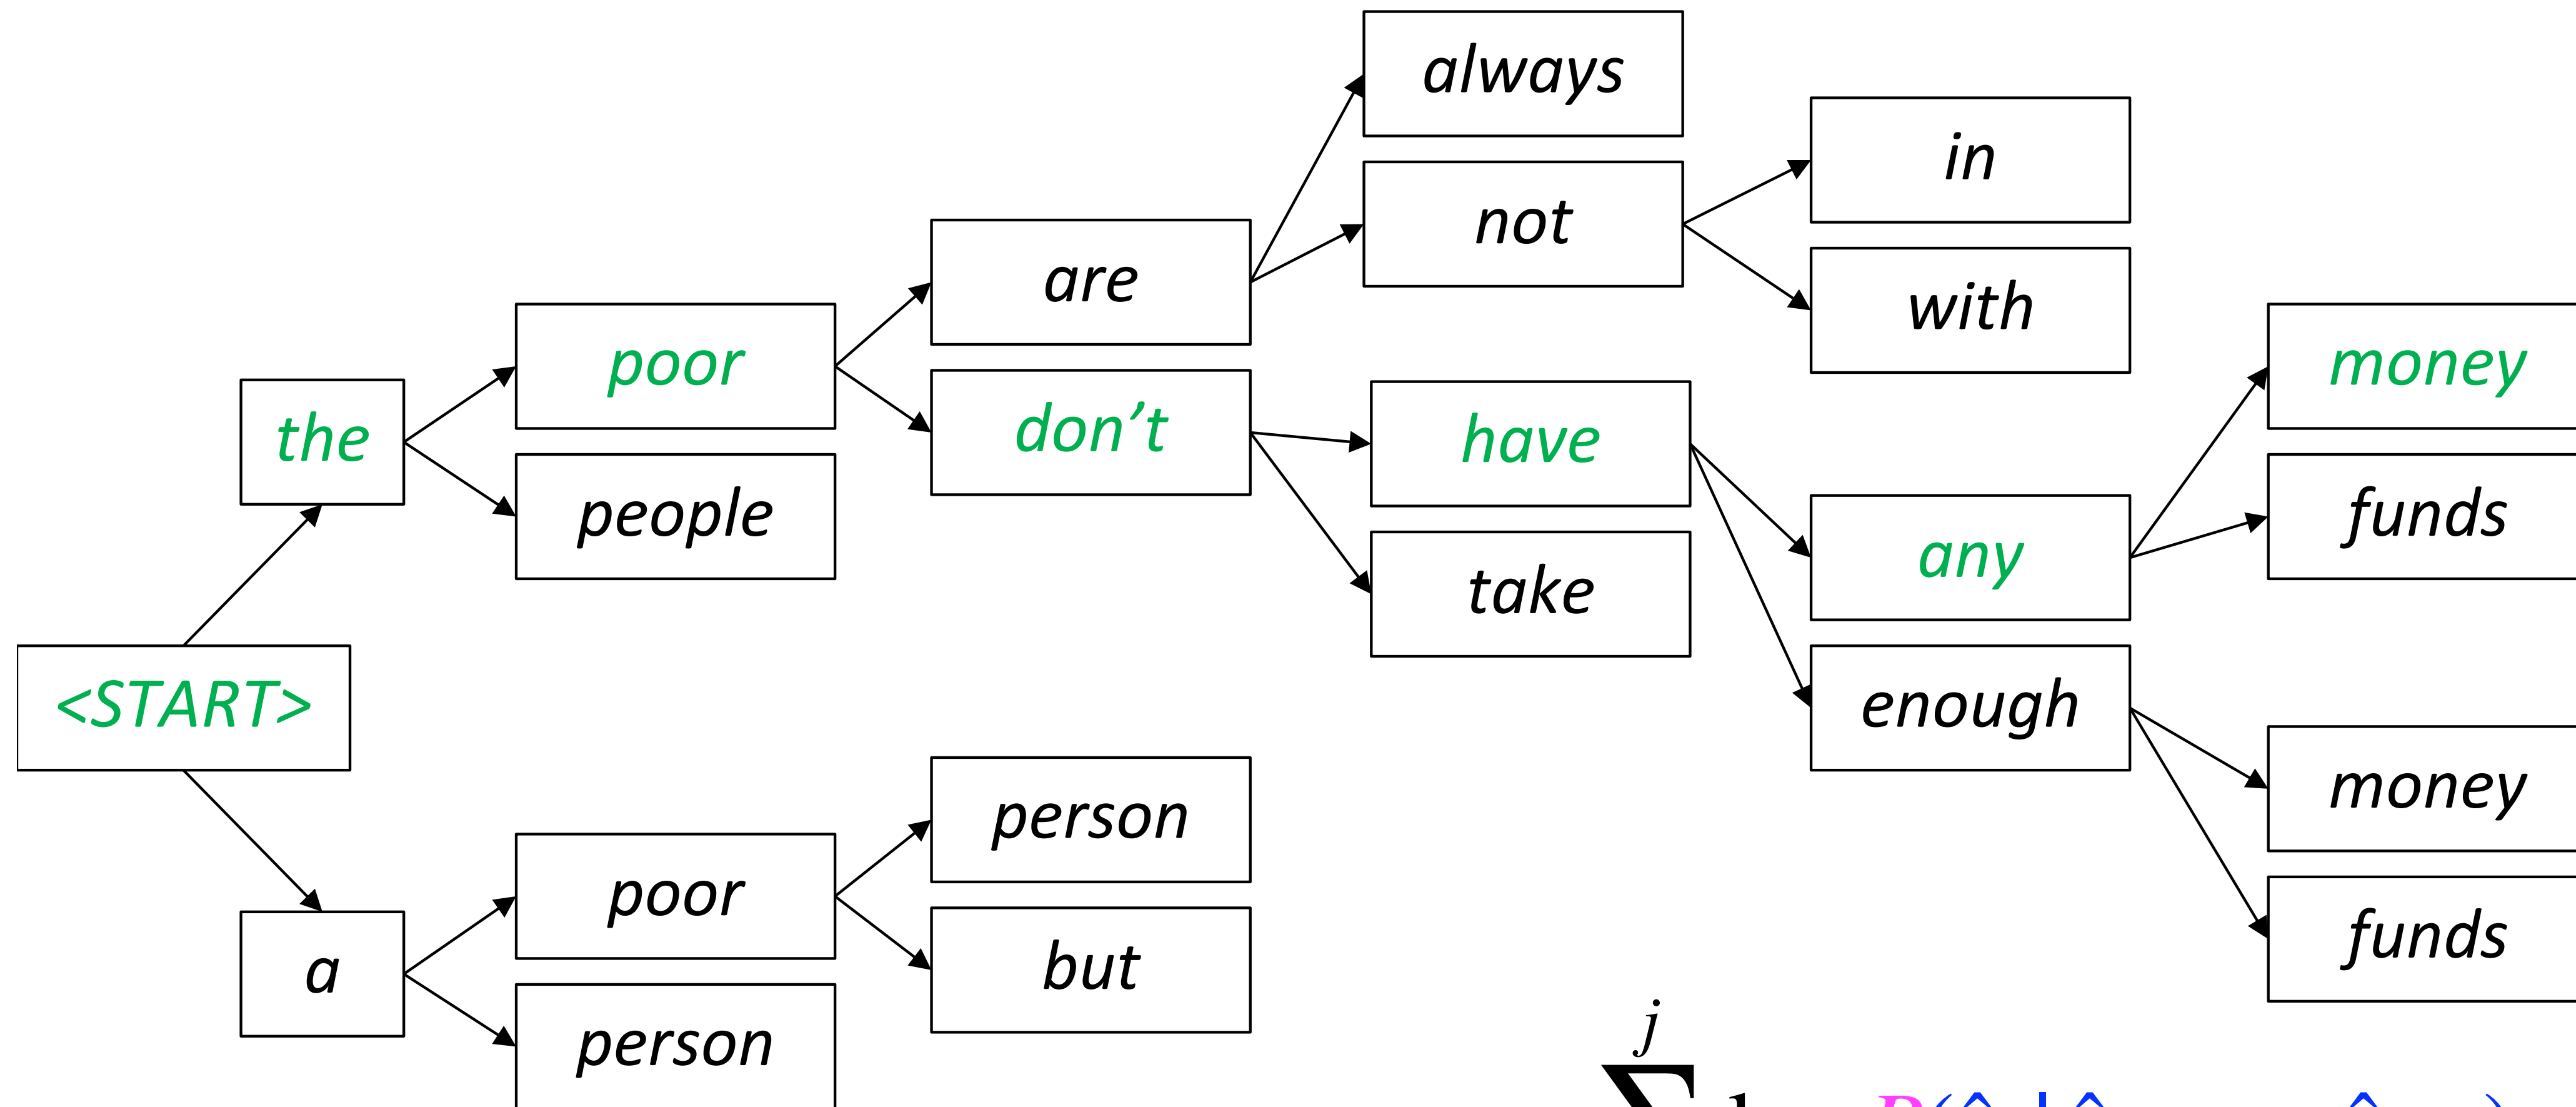 always
in
not
are
with
poor
money
the
don't
have
people
funds
any
take
<START>
enough
person
money
poor
a
but
funds
person
j